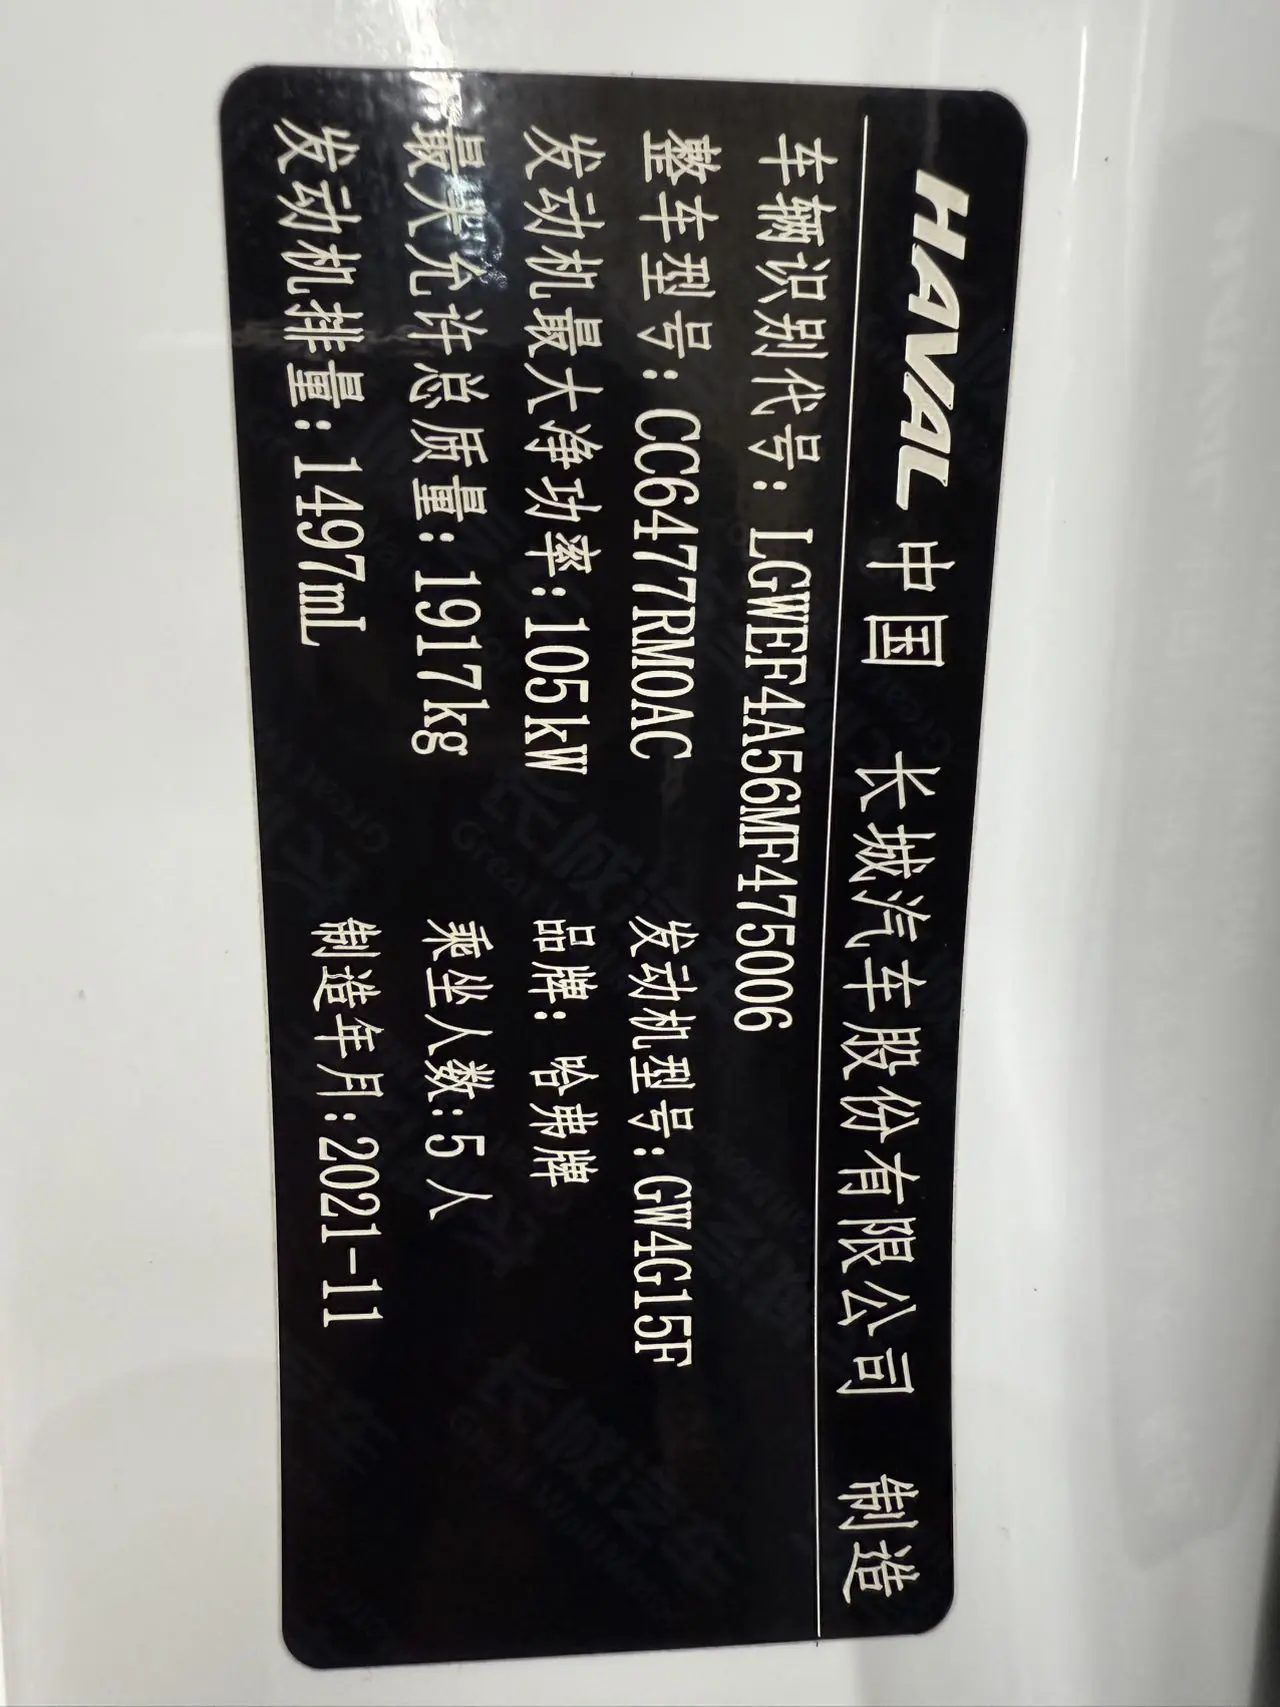 HAVAL 中国 长城汽车股份有限公司 制造
车辆识别代号：LGWEF4A56MF475006
整车型号：CC6477RM0AC 发动机型号：GW4G15F
发动机最大净功率：105kW 品牌：哈弗牌
最大允许总质量：1917kg 乘坐人数：5人
发动机排量：1497mL 制造年月：2021-11